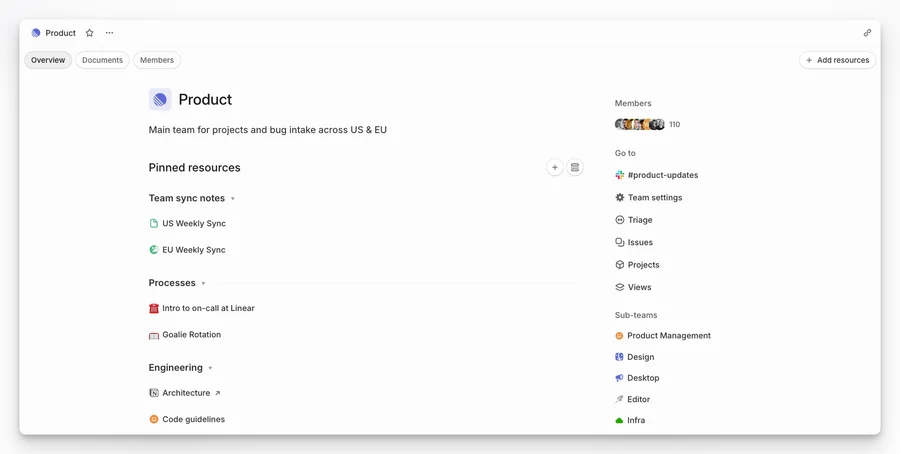 Product
Overview
Documents
Members
Add resources
Product
Main team for projects and bug intake across US & EU
Pinned resources
Team sync notes
US Weekly Sync
EU Weekly Sync
Processes
Intro to on-call at Linear
Goalie Rotation
Engineering
Architecture
Code guidelines
Members
110
Go to
#product-updates
Team settings
Triage
Issues
Projects
Views
Sub-teams
Product Management
Design
Desktop
Editor
Infra